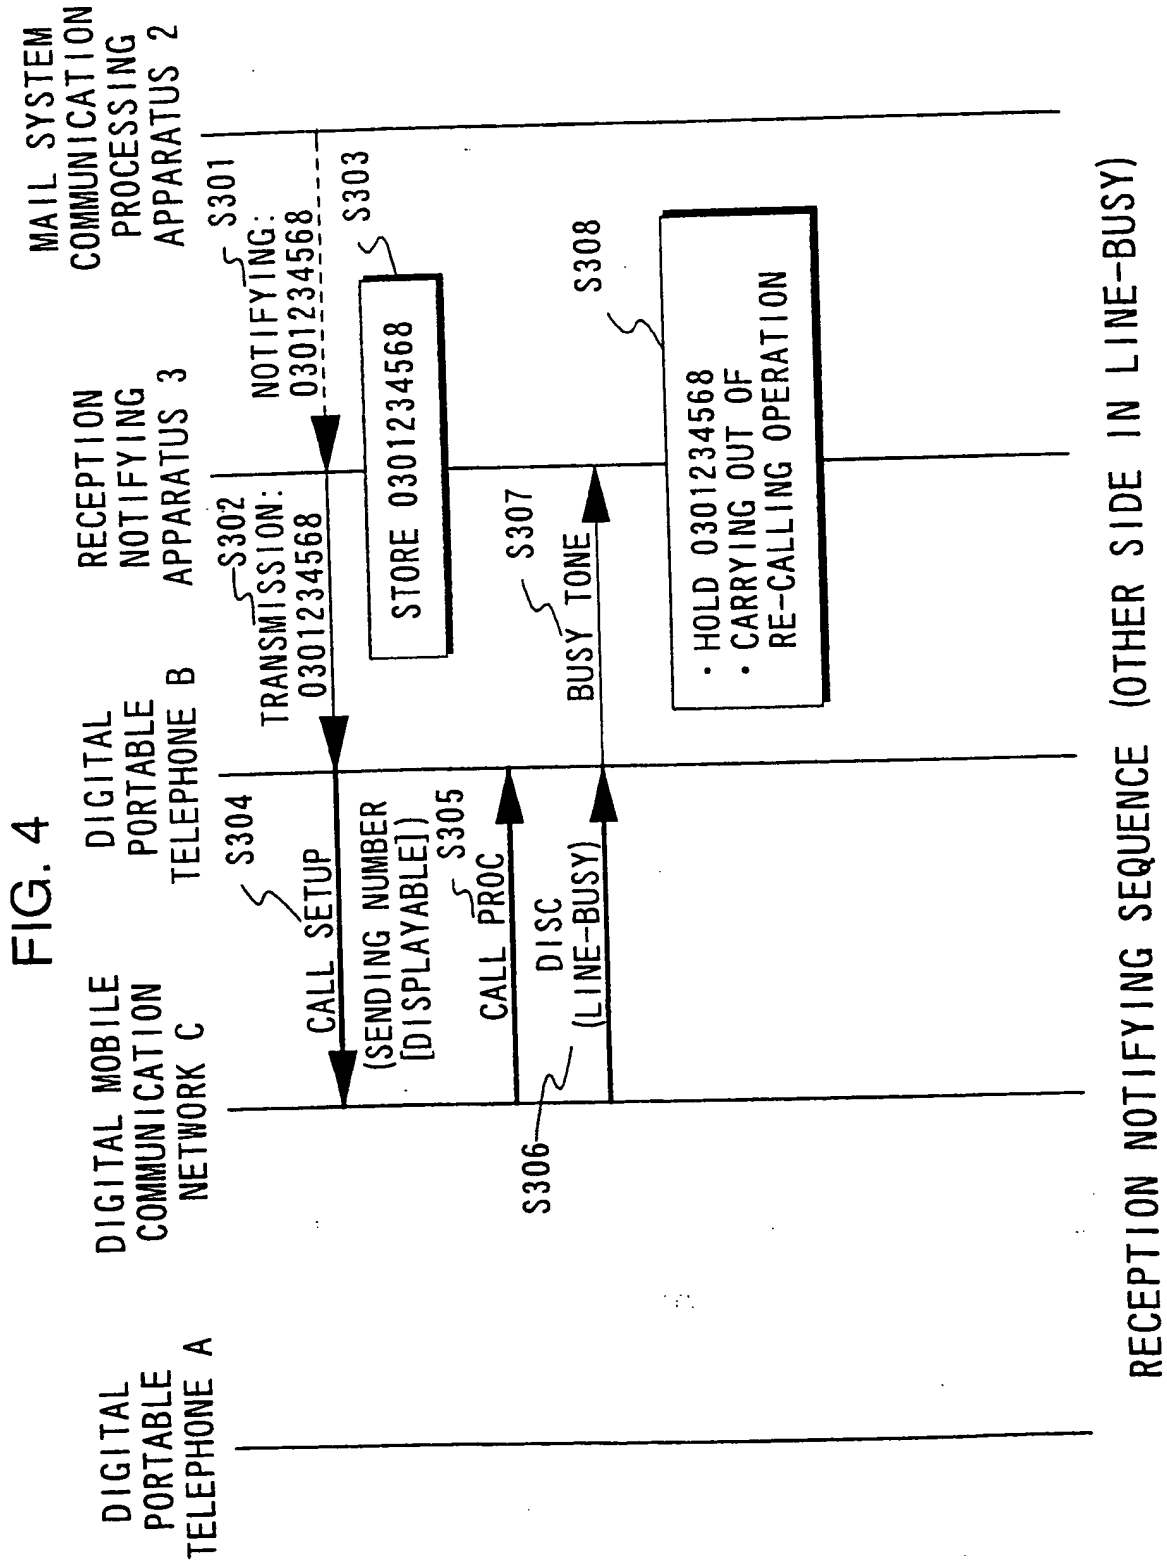 FIG. 4
DIGITAL
PORTABLE
TELEPHONE A
DIGITAL MOBILE
COMMUNICATION
NETWORK C
DIGITAL
PORTABLE
TELEPHONE B
RECEPTION
NOTIFYING
APPARATUS 3
MAIL SYSTEM
COMMUNICATION
PROCESSING
APPARATUS 2
S301
NOTIFYING:
0301234568
S302
TRANSMISSION:
0301234568
S303
STORE 0301234568
S304
CALL SETUP
(SENDING NUMBER
[DISPLAYABLE])
S305
CALL PROC
S306
DISC
(LINE-BUSY)
S307
BUSY TONE
S308
· HOLD 0301234568
· CARRYING OUT OF
RE-CALLING OPERATION
RECEPTION NOTIFYING SEQUENCE (OTHER SIDE IN LINE-BUSY)